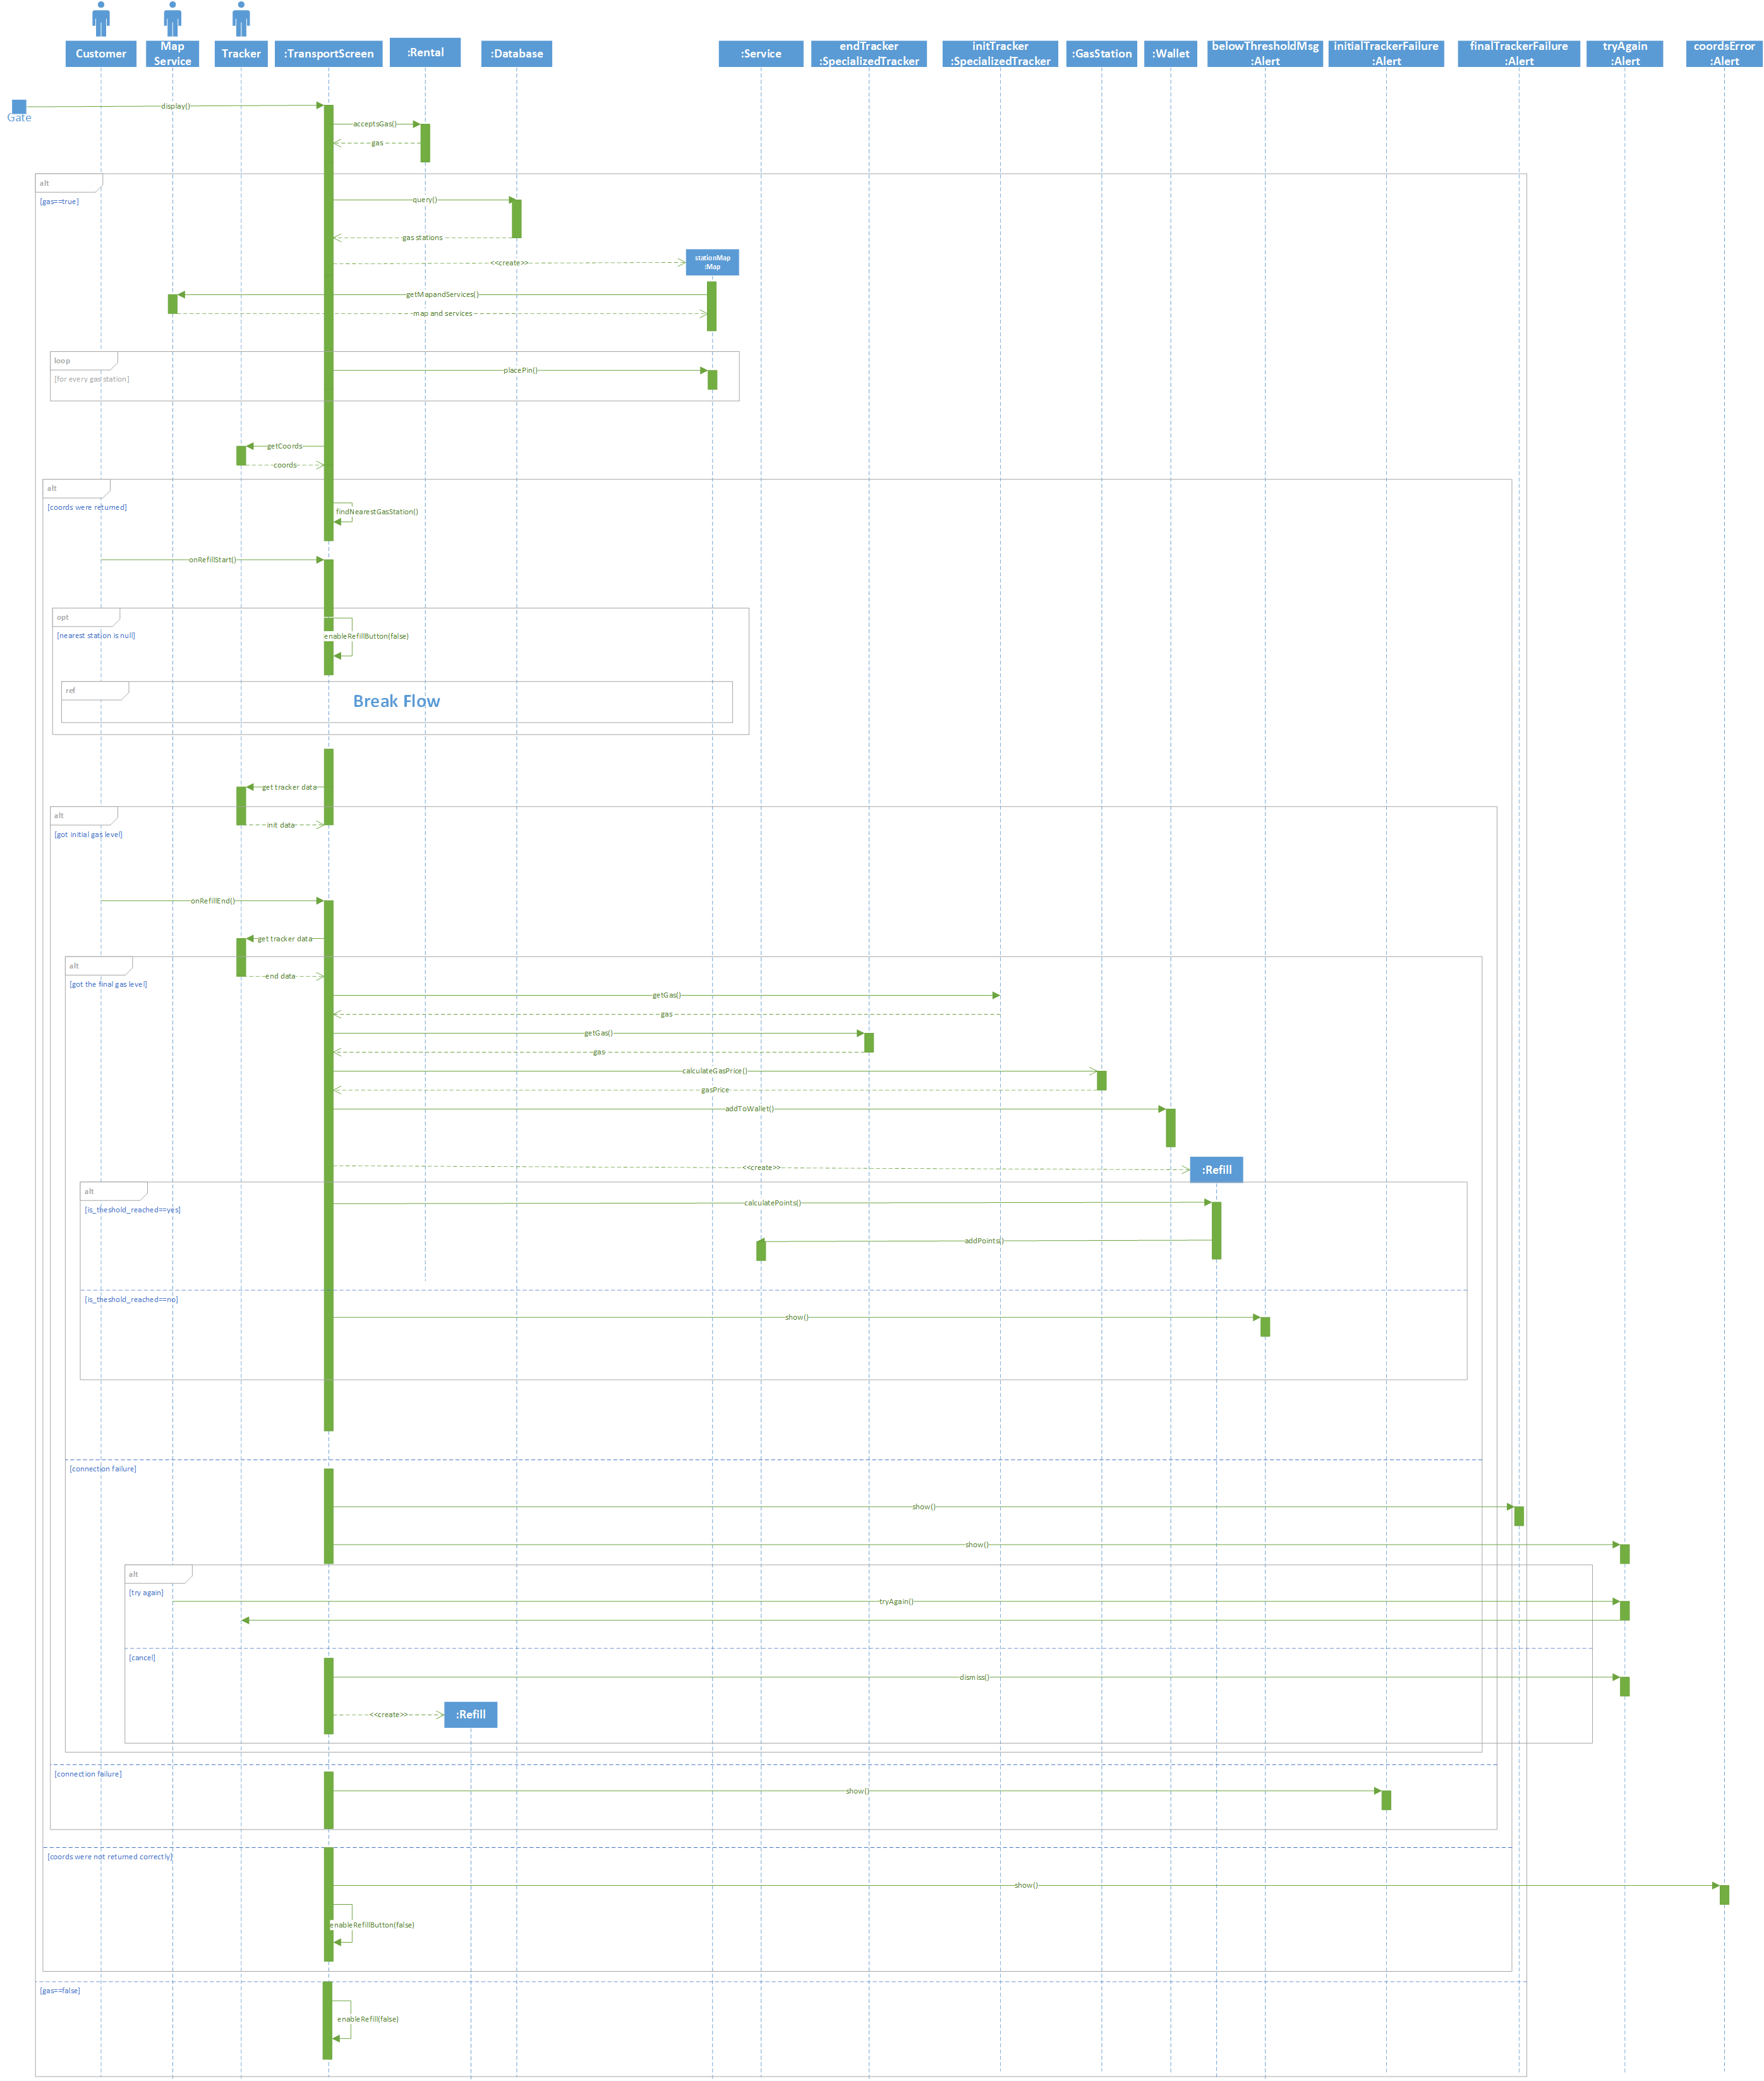 Customer
Map
Service
Tracker
:TransportScreen
:Rental
:Database
:Service
endTracker
:SpecializedTracker
initTracker
:SpecializedTracker
:GasStation
:Wallet
belowThresholdMsg
:Alert
initialTrackerFailure
:Alert
finalTrackerFailure
:Alert
tryAgain
:Alert
coordsError
:Alert
Gate
display()
acceptsGas()
gas
alt
[gas==true]
query()
gas stations
<<create>>
stationMap
:Map
getMapandServices()
map and services
loop
[for every gas station]
placePin()
getCoords
coords
alt
[coords were returned]
findNearestGasStation()
onRefillStart()
opt
[nearest station is null]
enableRefillButton(false)
ref
Break Flow
get tracker data
alt
init data
[got initial gas level]
onRefillEnd()
get tracker data
alt
end data
[got the final gas level]
getGas()
gas
getGas()
gas
calculateGasPrice()
gasPrice
addToWallet()
<<create>>
:Refill
alt
[is_theshold_reached==yes]
calculatePoints()
addPoints()
[is_theshold_reached==no]
show()
[connection failure]
show()
show()
alt
[try again]
tryAgain()
[cancel]
dismiss()
<<create>>
:Refill
[connection failure]
show()
[coords were not returned correctly]
show()
enableRefillButton(false)
[gas==false]
enableRefill(false)